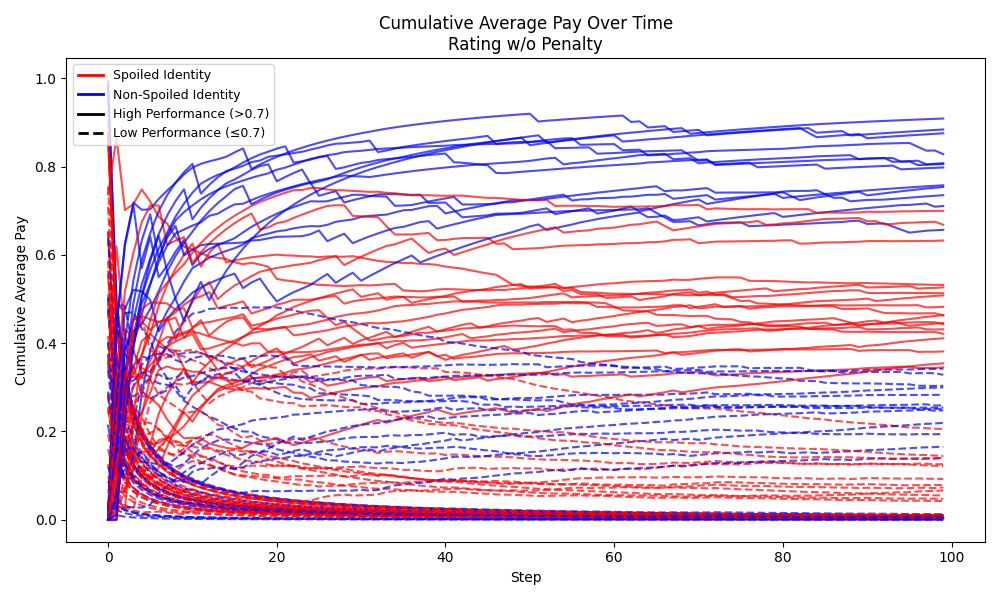 Cumulative Average Pay Over Time
Rating w/o Penalty
Spoiled Identity
Non-Spoiled Identity
High Performance (>0.7)
Low Performance (≤0.7)
Cumulative Average Pay
1.0
0.8
0.6
0.4
0.2
0.0
0 20 40 60 80 100
Step